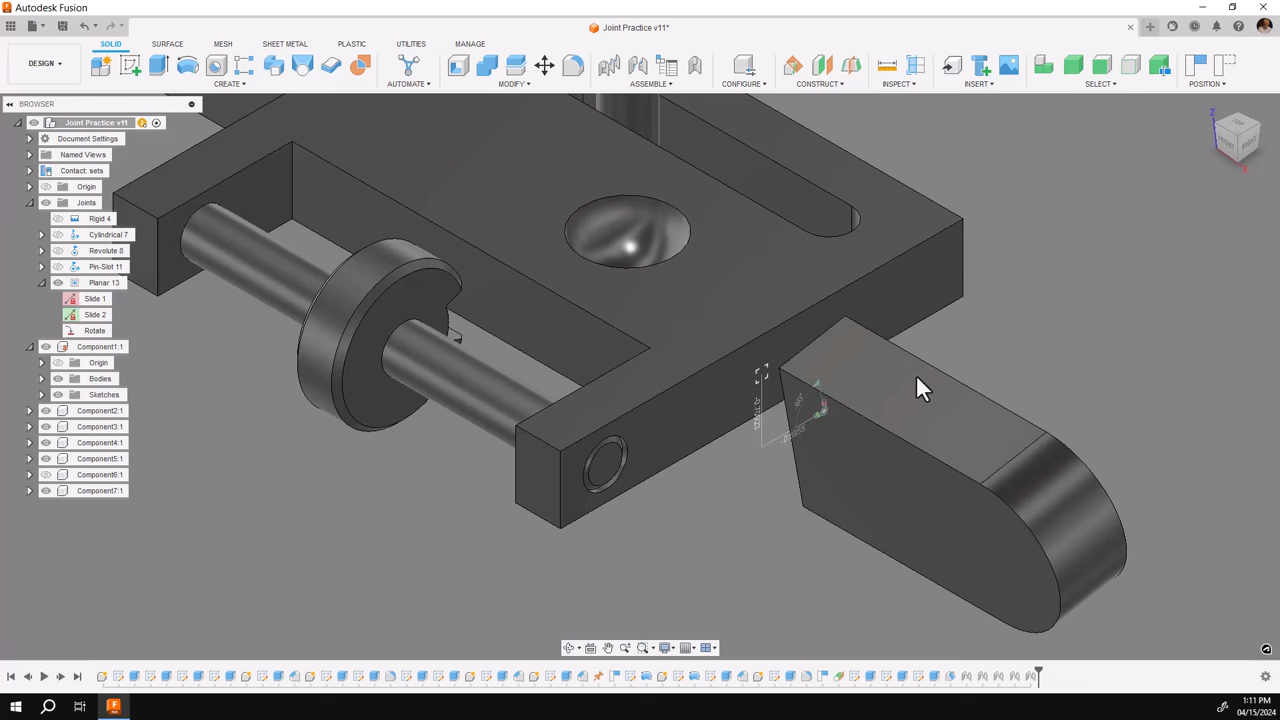 Autodesk Fusion
Joint Practice v11*
DESIGN
SOLID
SURFACE
MESH
SHEET METAL
PLASTIC
UTILITIES
MANAGE
CREATE
AUTOMATE
MODIFY
ASSEMBLE
CONFIGURE
CONSTRUCT
INSPECT
INSERT
SELECT
POSITION
BROWSER
Joint Practice v11
Document Settings
Named Views
Contact: sets
Origin
Joints
Rigid 4
Cylindrical 7
Revolute 8
Pin-Slot 11
Planar 13
Slide 1
Slide 2
Rotate
Component1:1
Origin
Bodies
Sketches
Component2:1
Component3:1
Component4:1
Component5:1
Component6:1
Component7:1
Z
TOP
FRONT
RIGHT
X
1:11 PM
04/15/2024